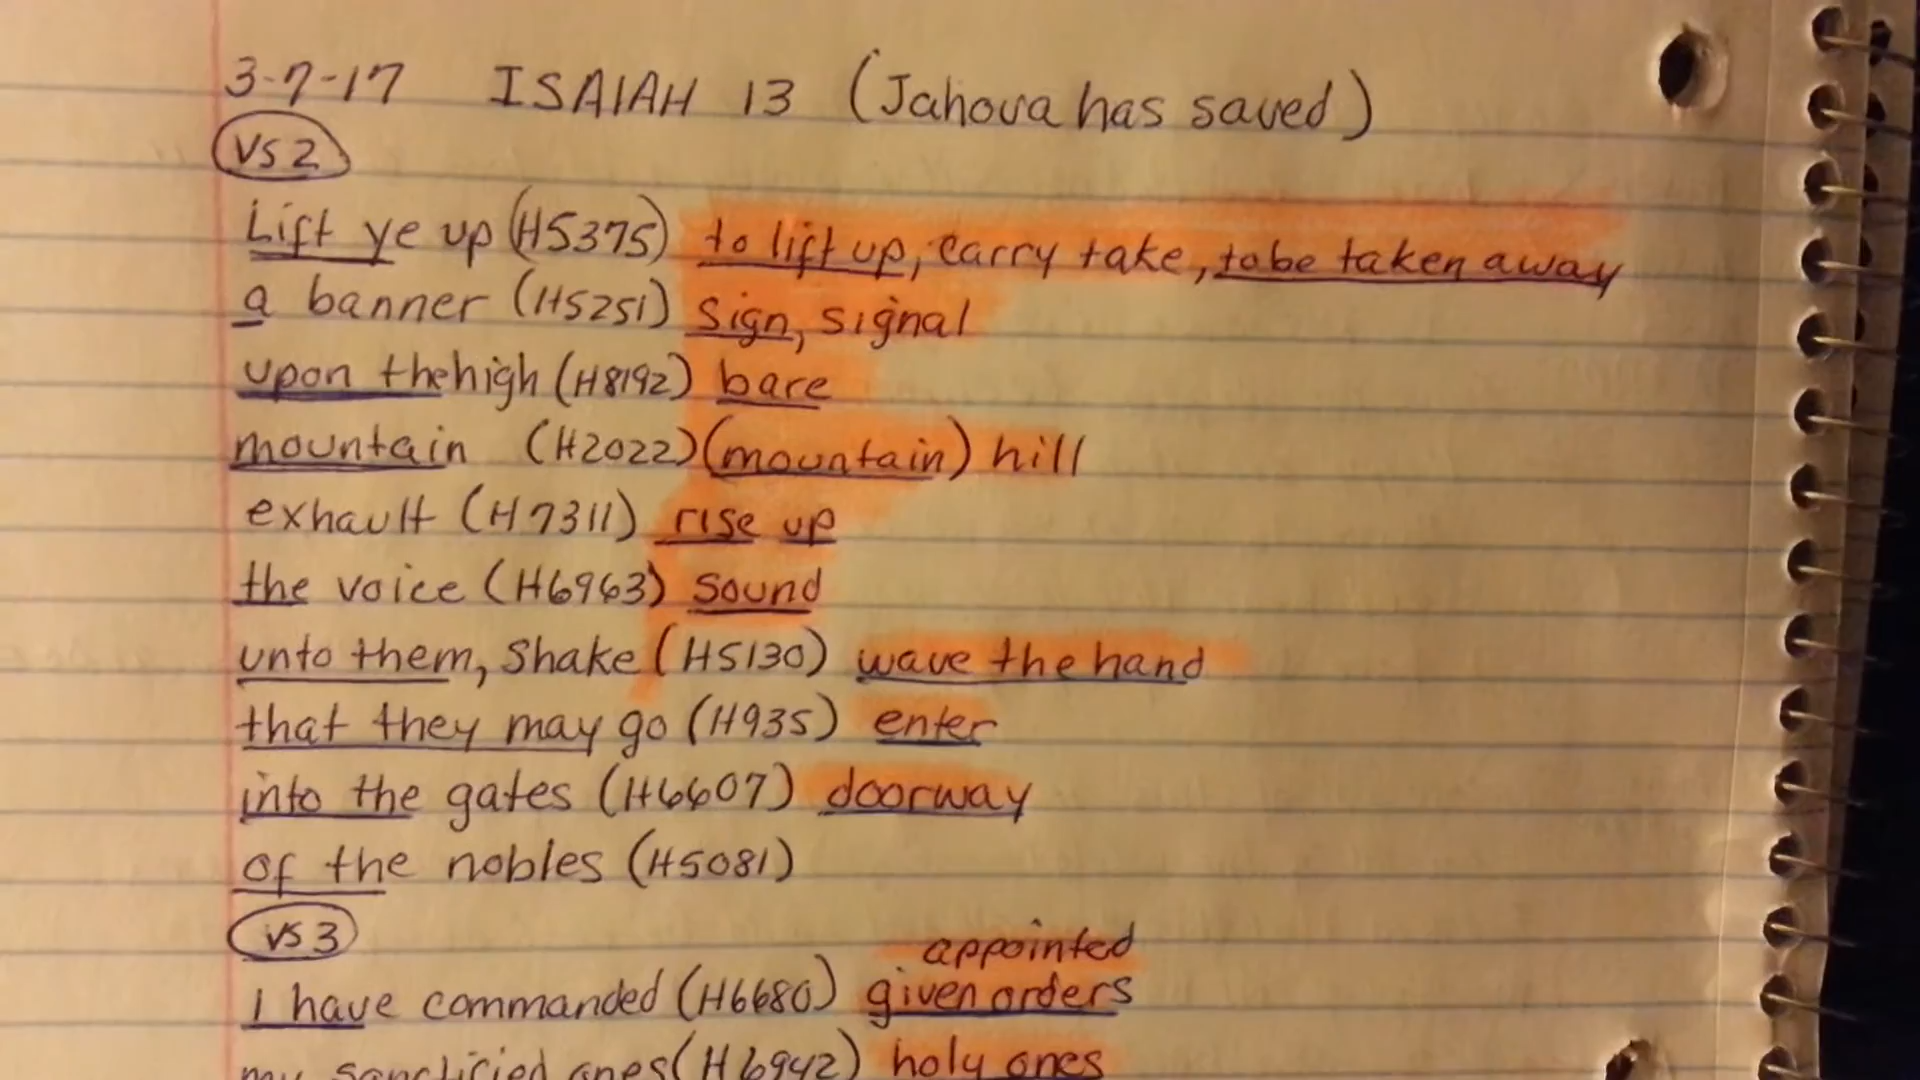 3-7-17 ISAIAH 13 (Jahova has saved)
VS 2
Lift ye up (H5375) to lift up, carry take, to be taken away
a banner (H5251) sign, signal
upon the high (H8192) bare
mountain (H2022) (mountain) hill
exhault (H7311) rise up
the voice (H6963) sound
unto them, shake (H5130) wave the hand
that they may go (H935) enter
into the gates (H6607) doorway
of the nobles (H5081)
VS 3
appointed
I have commanded (H6680) given orders
my sanctified ones (H6942) holy ones